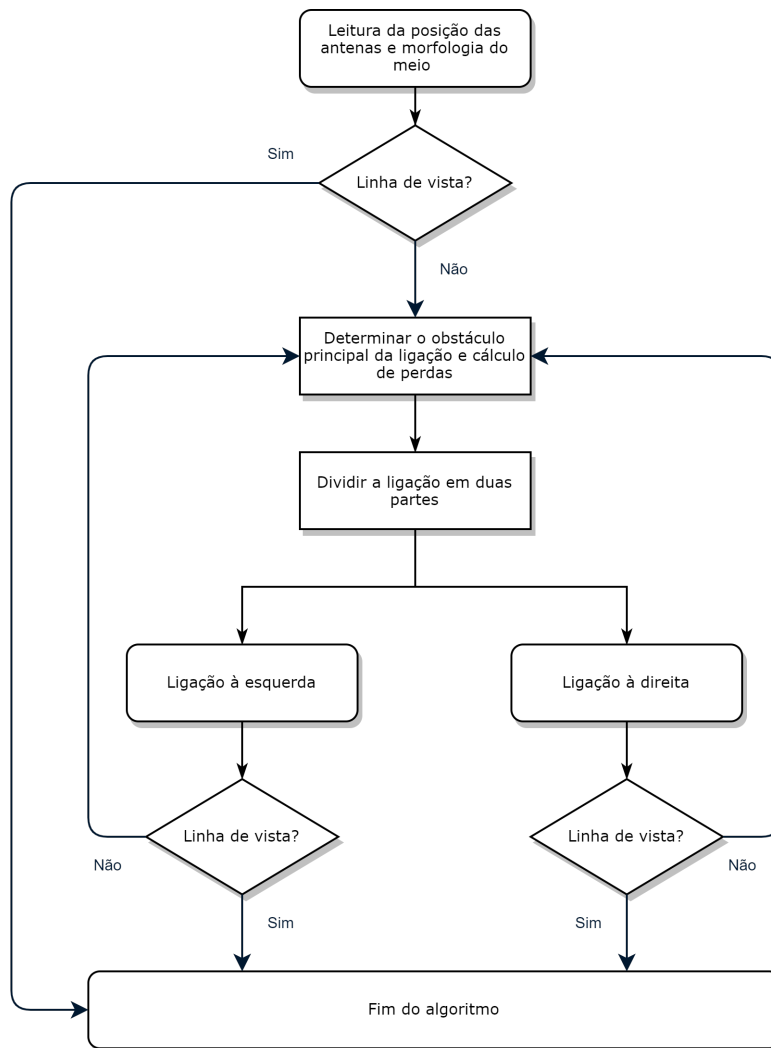 Leitura da posição das
antenas e morfologia do
meio
Sim
Linha de vista?
Não
Determinar o obstáculo
principal da ligação e cálculo
de perdas
Dividir a ligação em duas
partes
Ligação à esquerda
Ligação à direita
Linha de vista?
Linha de vista?
Não
Não
Sim
Sim
Fim do algoritmo